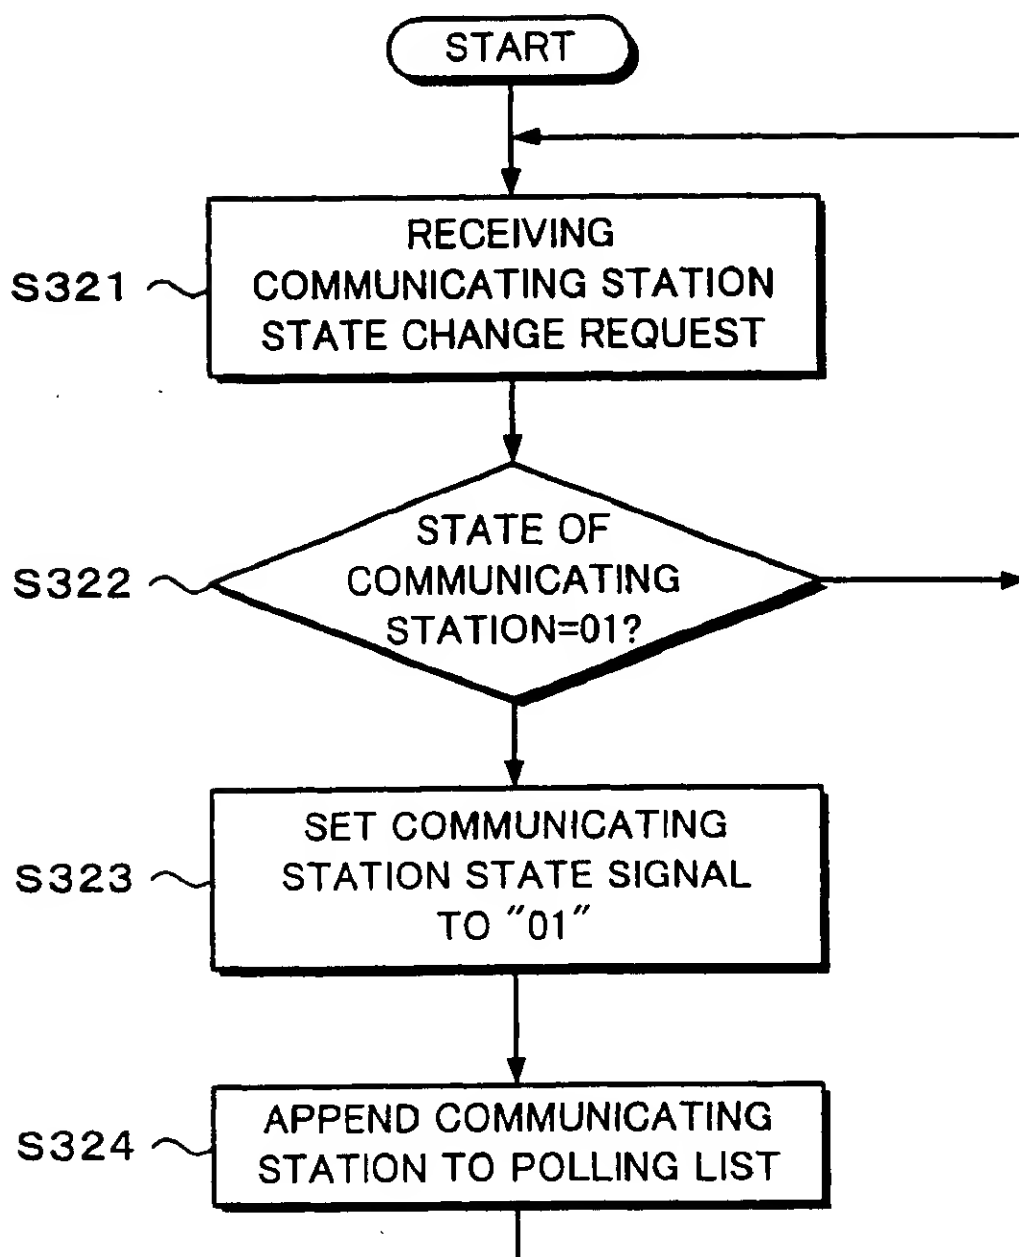 START
RECEIVING
COMMUNICATING STATION
STATE CHANGE REQUEST
S321
STATE OF
COMMUNICATING
STATION=01?
S322
SET COMMUNICATING
STATION STATE SIGNAL
TO "01"
S323
APPEND COMMUNICATING
STATION TO POLLING LIST
S324